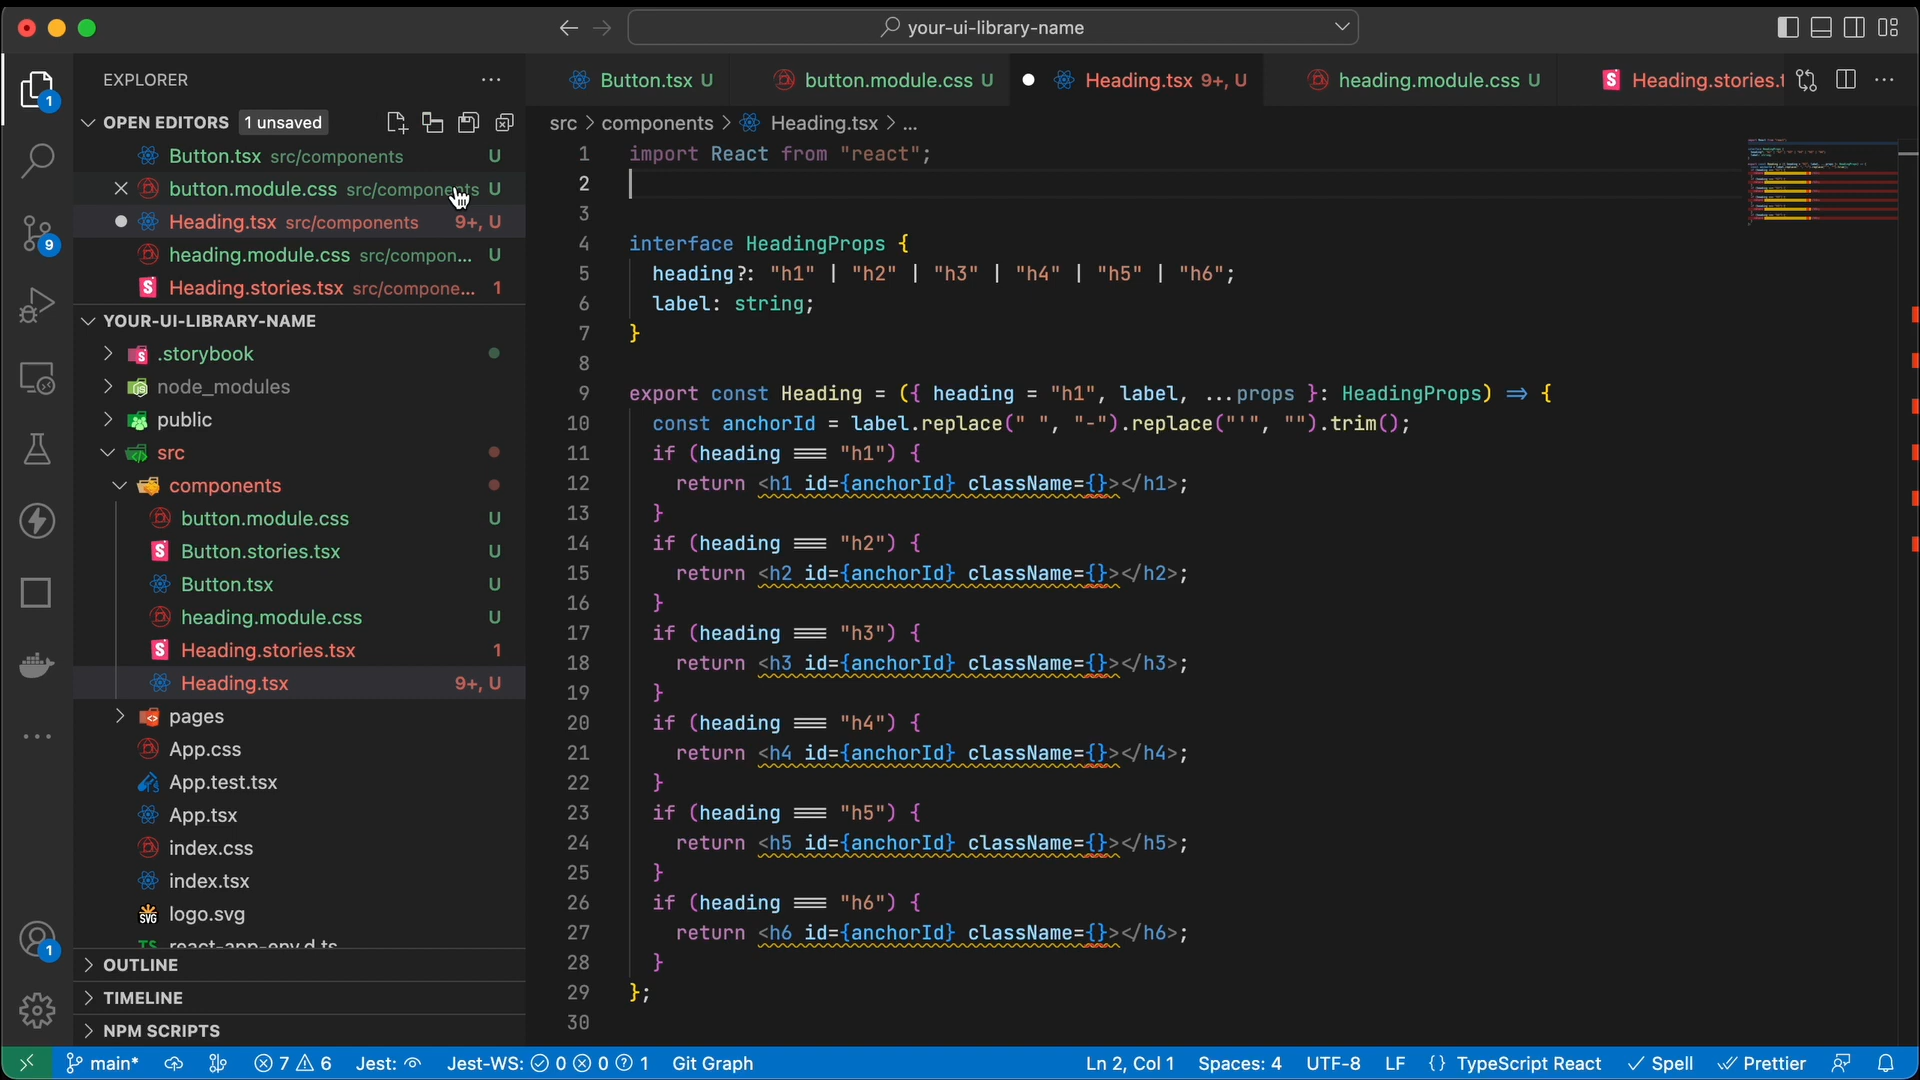 your-ui-library-name
EXPLORER
OPEN EDITORS 1 unsaved
Button.tsx src/components U
button.module.css src/components U
Heading.tsx src/components 9+, U
heading.module.css src/compon... U
Heading.stories.tsx src/compone... 1
YOUR-UI-LIBRARY-NAME
.storybook
node_modules
public
src
components
button.module.css U
Button.stories.tsx U
Button.tsx U
heading.module.css U
Heading.stories.tsx 1
Heading.tsx 9+, U
pages
App.css
App.test.tsx
App.tsx
index.css
index.tsx
SVG logo.svg
TS react-app-env.d.ts
OUTLINE
TIMELINE
NPM SCRIPTS
1
9
1
Button.tsx U button.module.css U Heading.tsx 9+, U heading.module.css U Heading.stories.t
src > components > Heading.tsx > ...
1 import React from "react";
2
3
4 interface HeadingProps {
5 heading?: "h1" | "h2" | "h3" | "h4" | "h5" | "h6";
6 label: string;
7 }
8
9 export const Heading = ({ heading = "h1", label, ...props }: HeadingProps) => {
10 const anchorId = label.replace(" ", "-").replace("'", "").trim();
11 if (heading === "h1") {
12 return <h1 id={anchorId} className={}></h1>;
13 }
14 if (heading === "h2") {
15 return <h2 id={anchorId} className={}></h2>;
16 }
17 if (heading === "h3") {
18 return <h3 id={anchorId} className={}></h3>;
19 }
20 if (heading === "h4") {
21 return <h4 id={anchorId} className={}></h4>;
22 }
23 if (heading === "h5") {
24 return <h5 id={anchorId} className={}></h5>;
25 }
26 if (heading === "h6") {
27 return <h6 id={anchorId} className={}></h6>;
28 }
29 };
30
main* 7 6 Jest: Jest-WS: 0 0 1 Git Graph Ln 2, Col 1 Spaces: 4 UTF-8 LF {} TypeScript React Spell Prettier